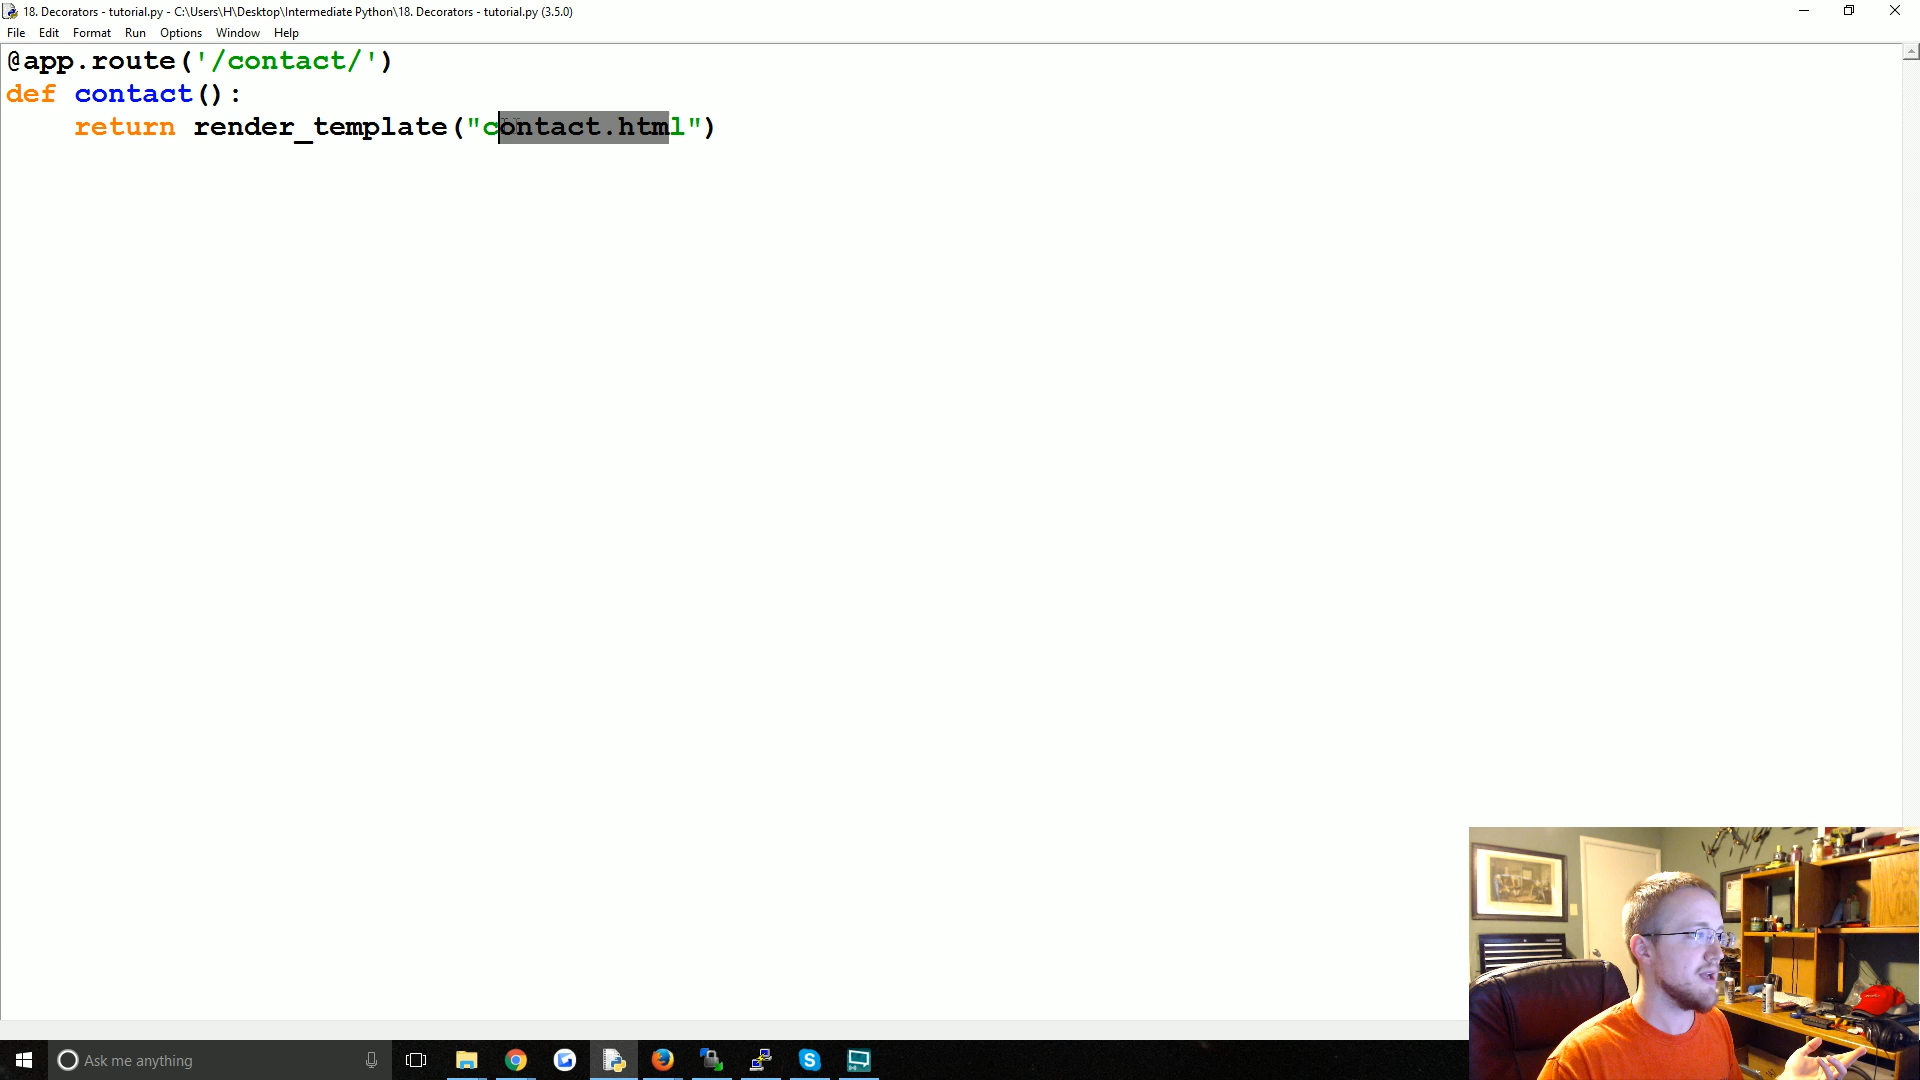 18. Decorators - tutorial.py - C:\Users\H\Desktop\Intermediate Python\18. Decorators - tutorial.py (3.5.0)
File Edit Format Run Options Window Help
@app.route('/contact/')
def contact():
    return render_template("contact.html")
Ask me anything